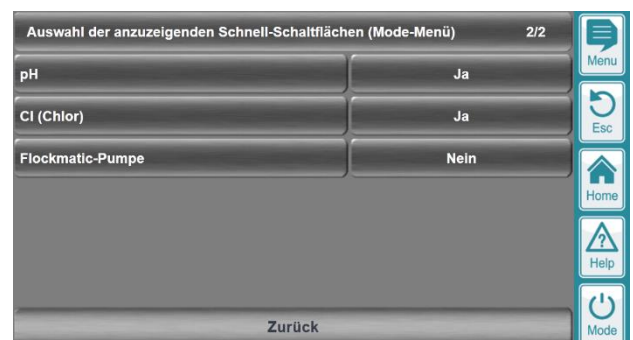 Auswahl der anzuzeigenden Schnell-Schaltflächen (Mode-Menü) 2/2
Menu
pH Ja
Cl (Chlor) Ja
Esc
Flockmatic-Pumpe Nein
Home
Help
Zurück
Mode